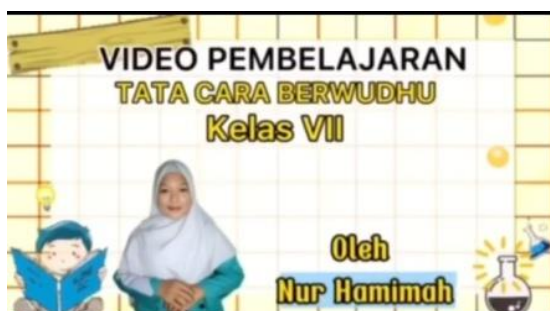 VIDEO PEMBELAJARAN
TATA CARA BERWUDHU
Kelas VII
Oleh
Nur Hamimah